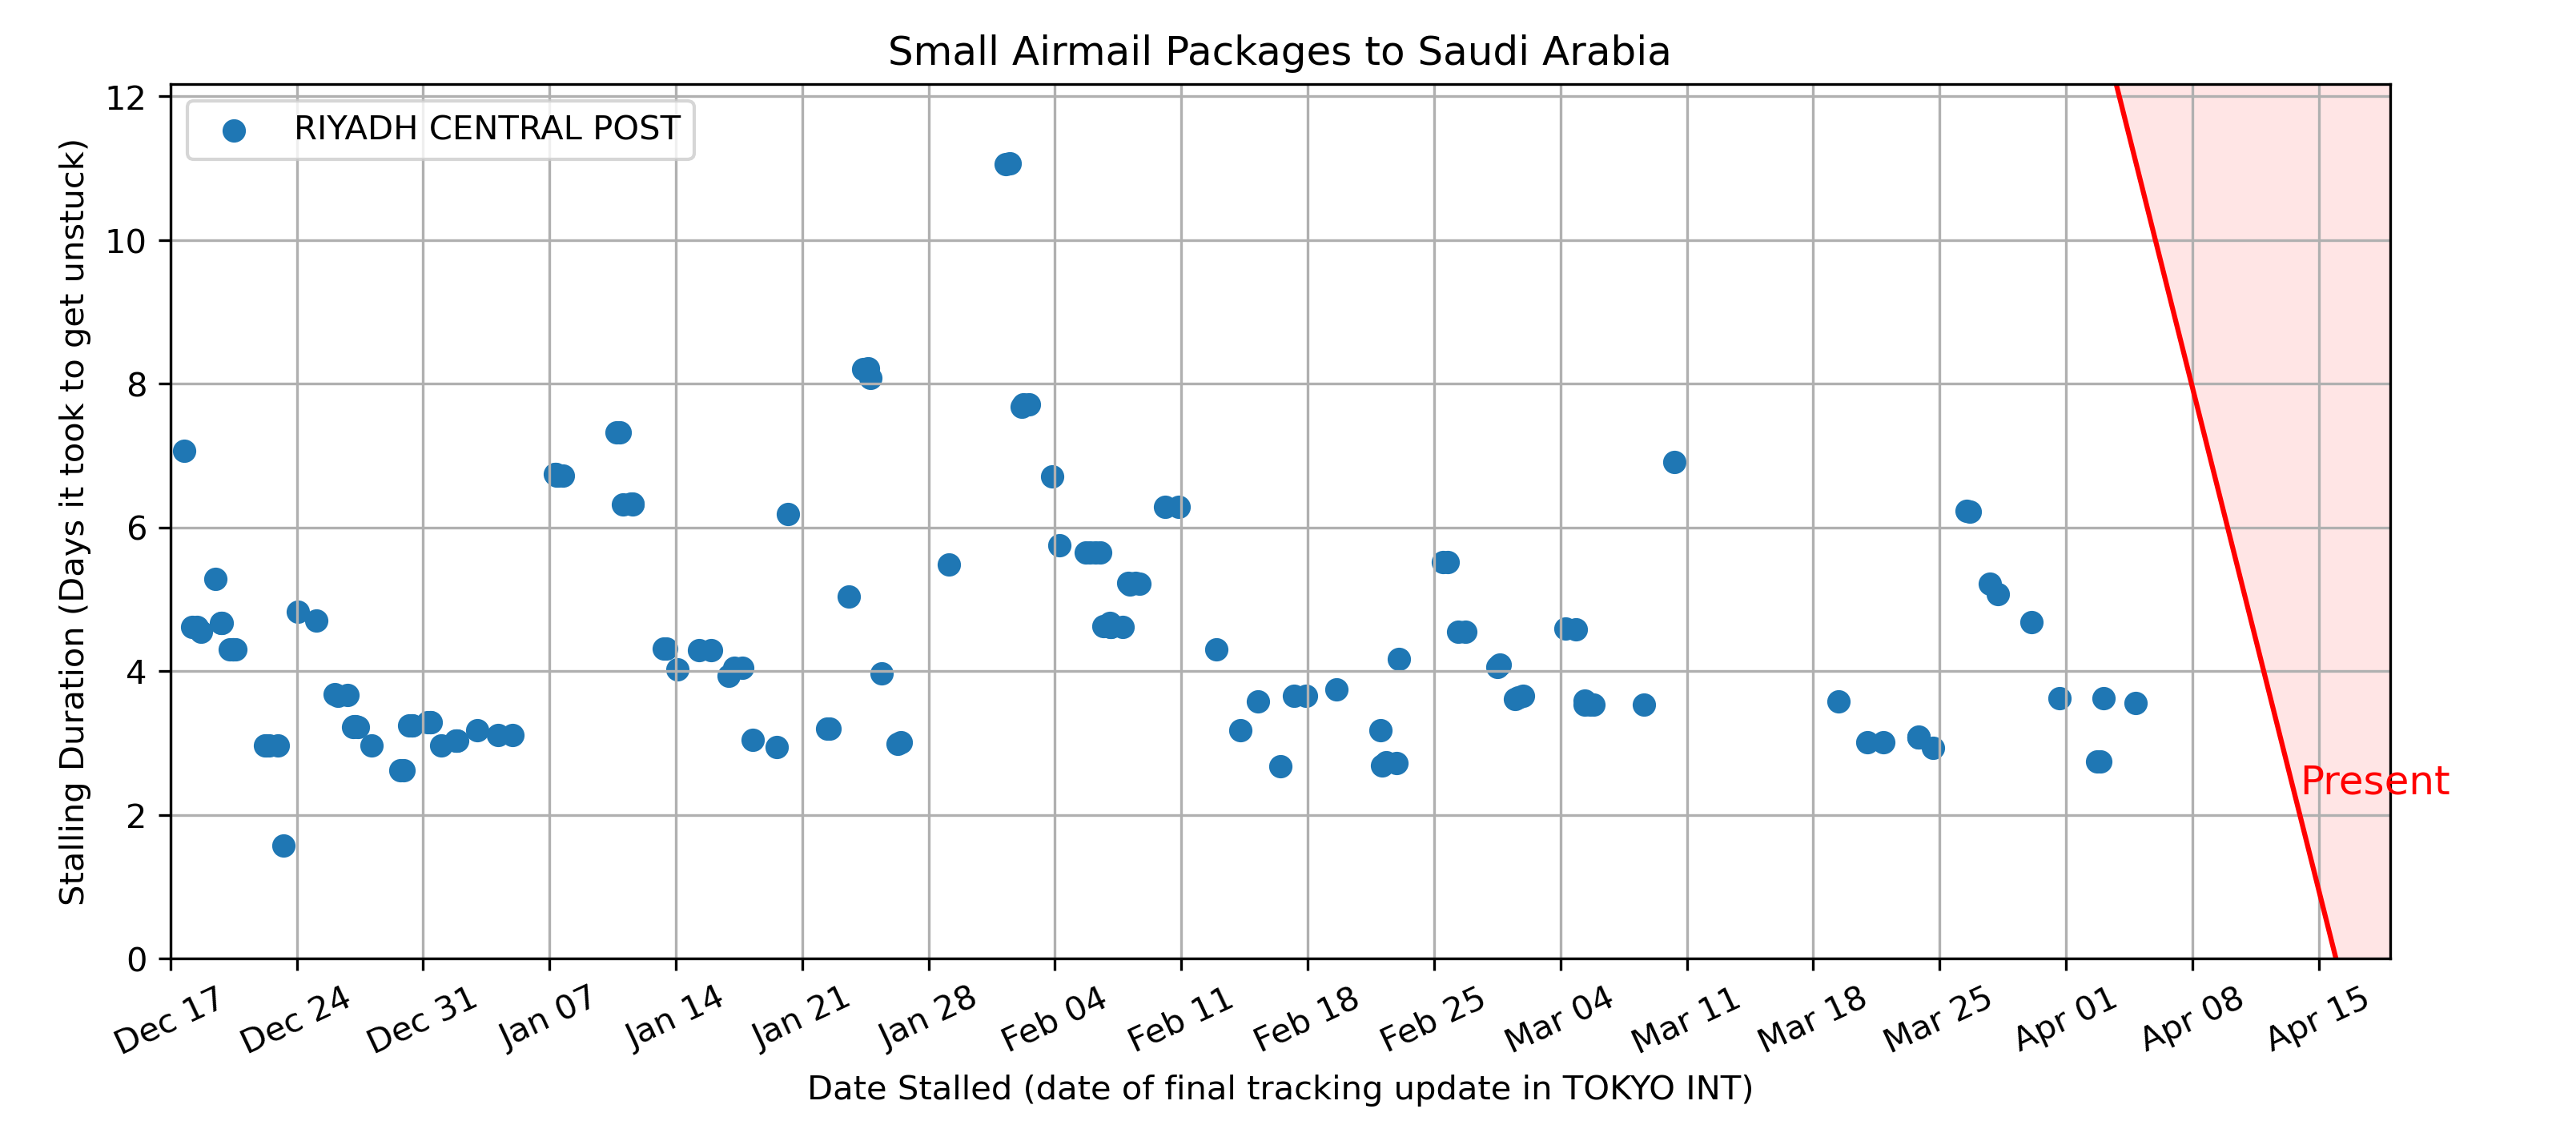 Small Airmail Packages to Saudi Arabia
RIYADH CENTRAL POST
Stalling Duration (Days it took to get unstuck)
12
10
8
6
4
2
0
Present
Dec 17
Dec 24
Dec 31
Jan 07
Jan 14
Jan 21
Jan 28
Feb 04
Feb 11
Feb 18
Feb 25
Mar 04
Mar 11
Mar 18
Mar 25
Apr 01
Apr 08
Apr 15
Date Stalled (date of final tracking update in TOKYO INT)